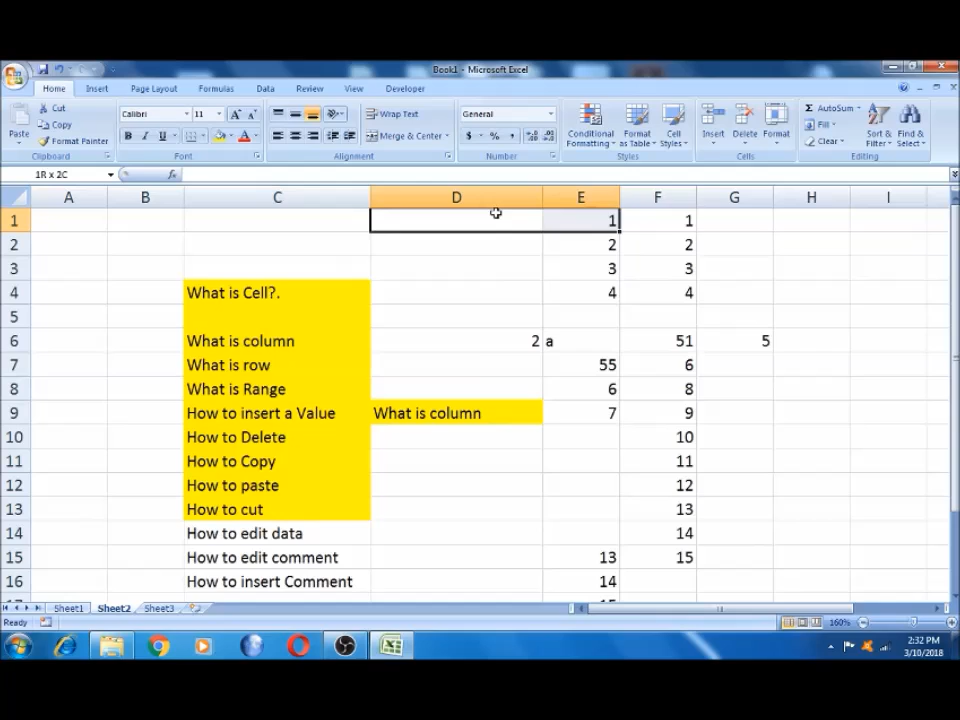 Book1 - Microsoft Excel
Home Insert Page Layout Formulas Data Review View Developer
Paste
Cut
Copy
Format Painter
Clipboard
Calibri 11
B I U
Font
Wrap Text
Merge & Center
Alignment
General
$ % ,
Number
Conditional Formatting
Format as Table
Cell Styles
Styles
Insert Delete Format
Cells
Σ AutoSum
Fill
Clear
Sort & Filter
Find & Select
Editing
1R x 2C fx
A B C D E F G H I
1 1 1
2 2 2
3 3 3
4 What is Cell?. 4 4
5
6 What is column 2 a 51 5
7 What is row 55 6
8 What is Range 6 8
9 How to insert a Value What is column 7 9
10 How to Delete 10
11 How to Copy 11
12 How to paste 12
13 How to cut 13
14 How to edit data 14
15 How to edit comment 13 15
16 How to insert Comment 14
Sheet1 Sheet2 Sheet3
Ready 160%
2:32 PM
3/10/2018